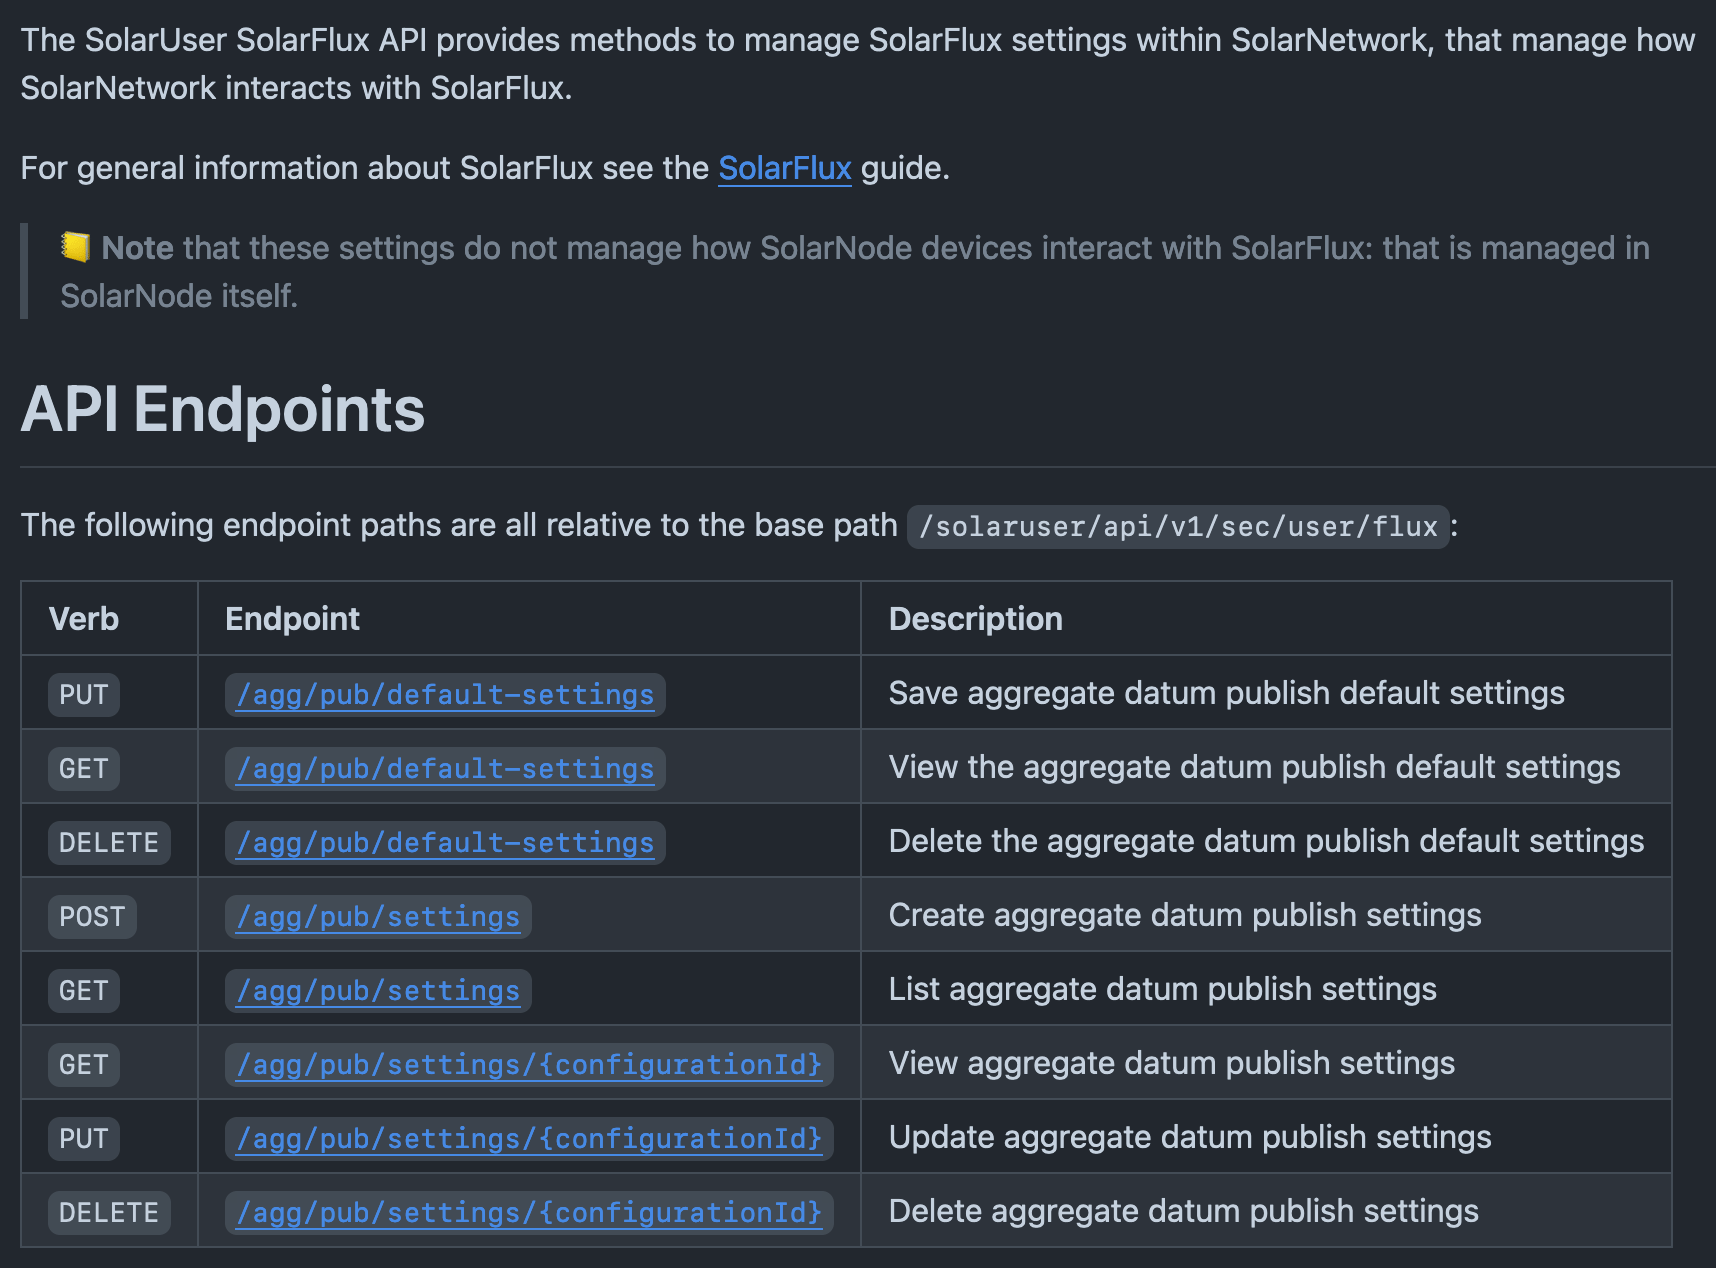 The SolarUser SolarFlux API provides methods to manage SolarFlux settings within SolarNetwork, that manage how
SolarNetwork interacts with SolarFlux.
For general information about SolarFlux see the SolarFlux guide.
📒 Note that these settings do not manage how SolarNode devices interact with SolarFlux: that is managed in
SolarNode itself.
API Endpoints
The following endpoint paths are all relative to the base path /solaruser/api/v1/sec/user/flux:
Verb Endpoint Description
PUT /agg/pub/default-settings Save aggregate datum publish default settings
GET /agg/pub/default-settings View the aggregate datum publish default settings
DELETE /agg/pub/default-settings Delete the aggregate datum publish default settings
POST /agg/pub/settings Create aggregate datum publish settings
GET /agg/pub/settings List aggregate datum publish settings
GET /agg/pub/settings/{configurationId} View aggregate datum publish settings
PUT /agg/pub/settings/{configurationId} Update aggregate datum publish settings
DELETE /agg/pub/settings/{configurationId} Delete aggregate datum publish settings